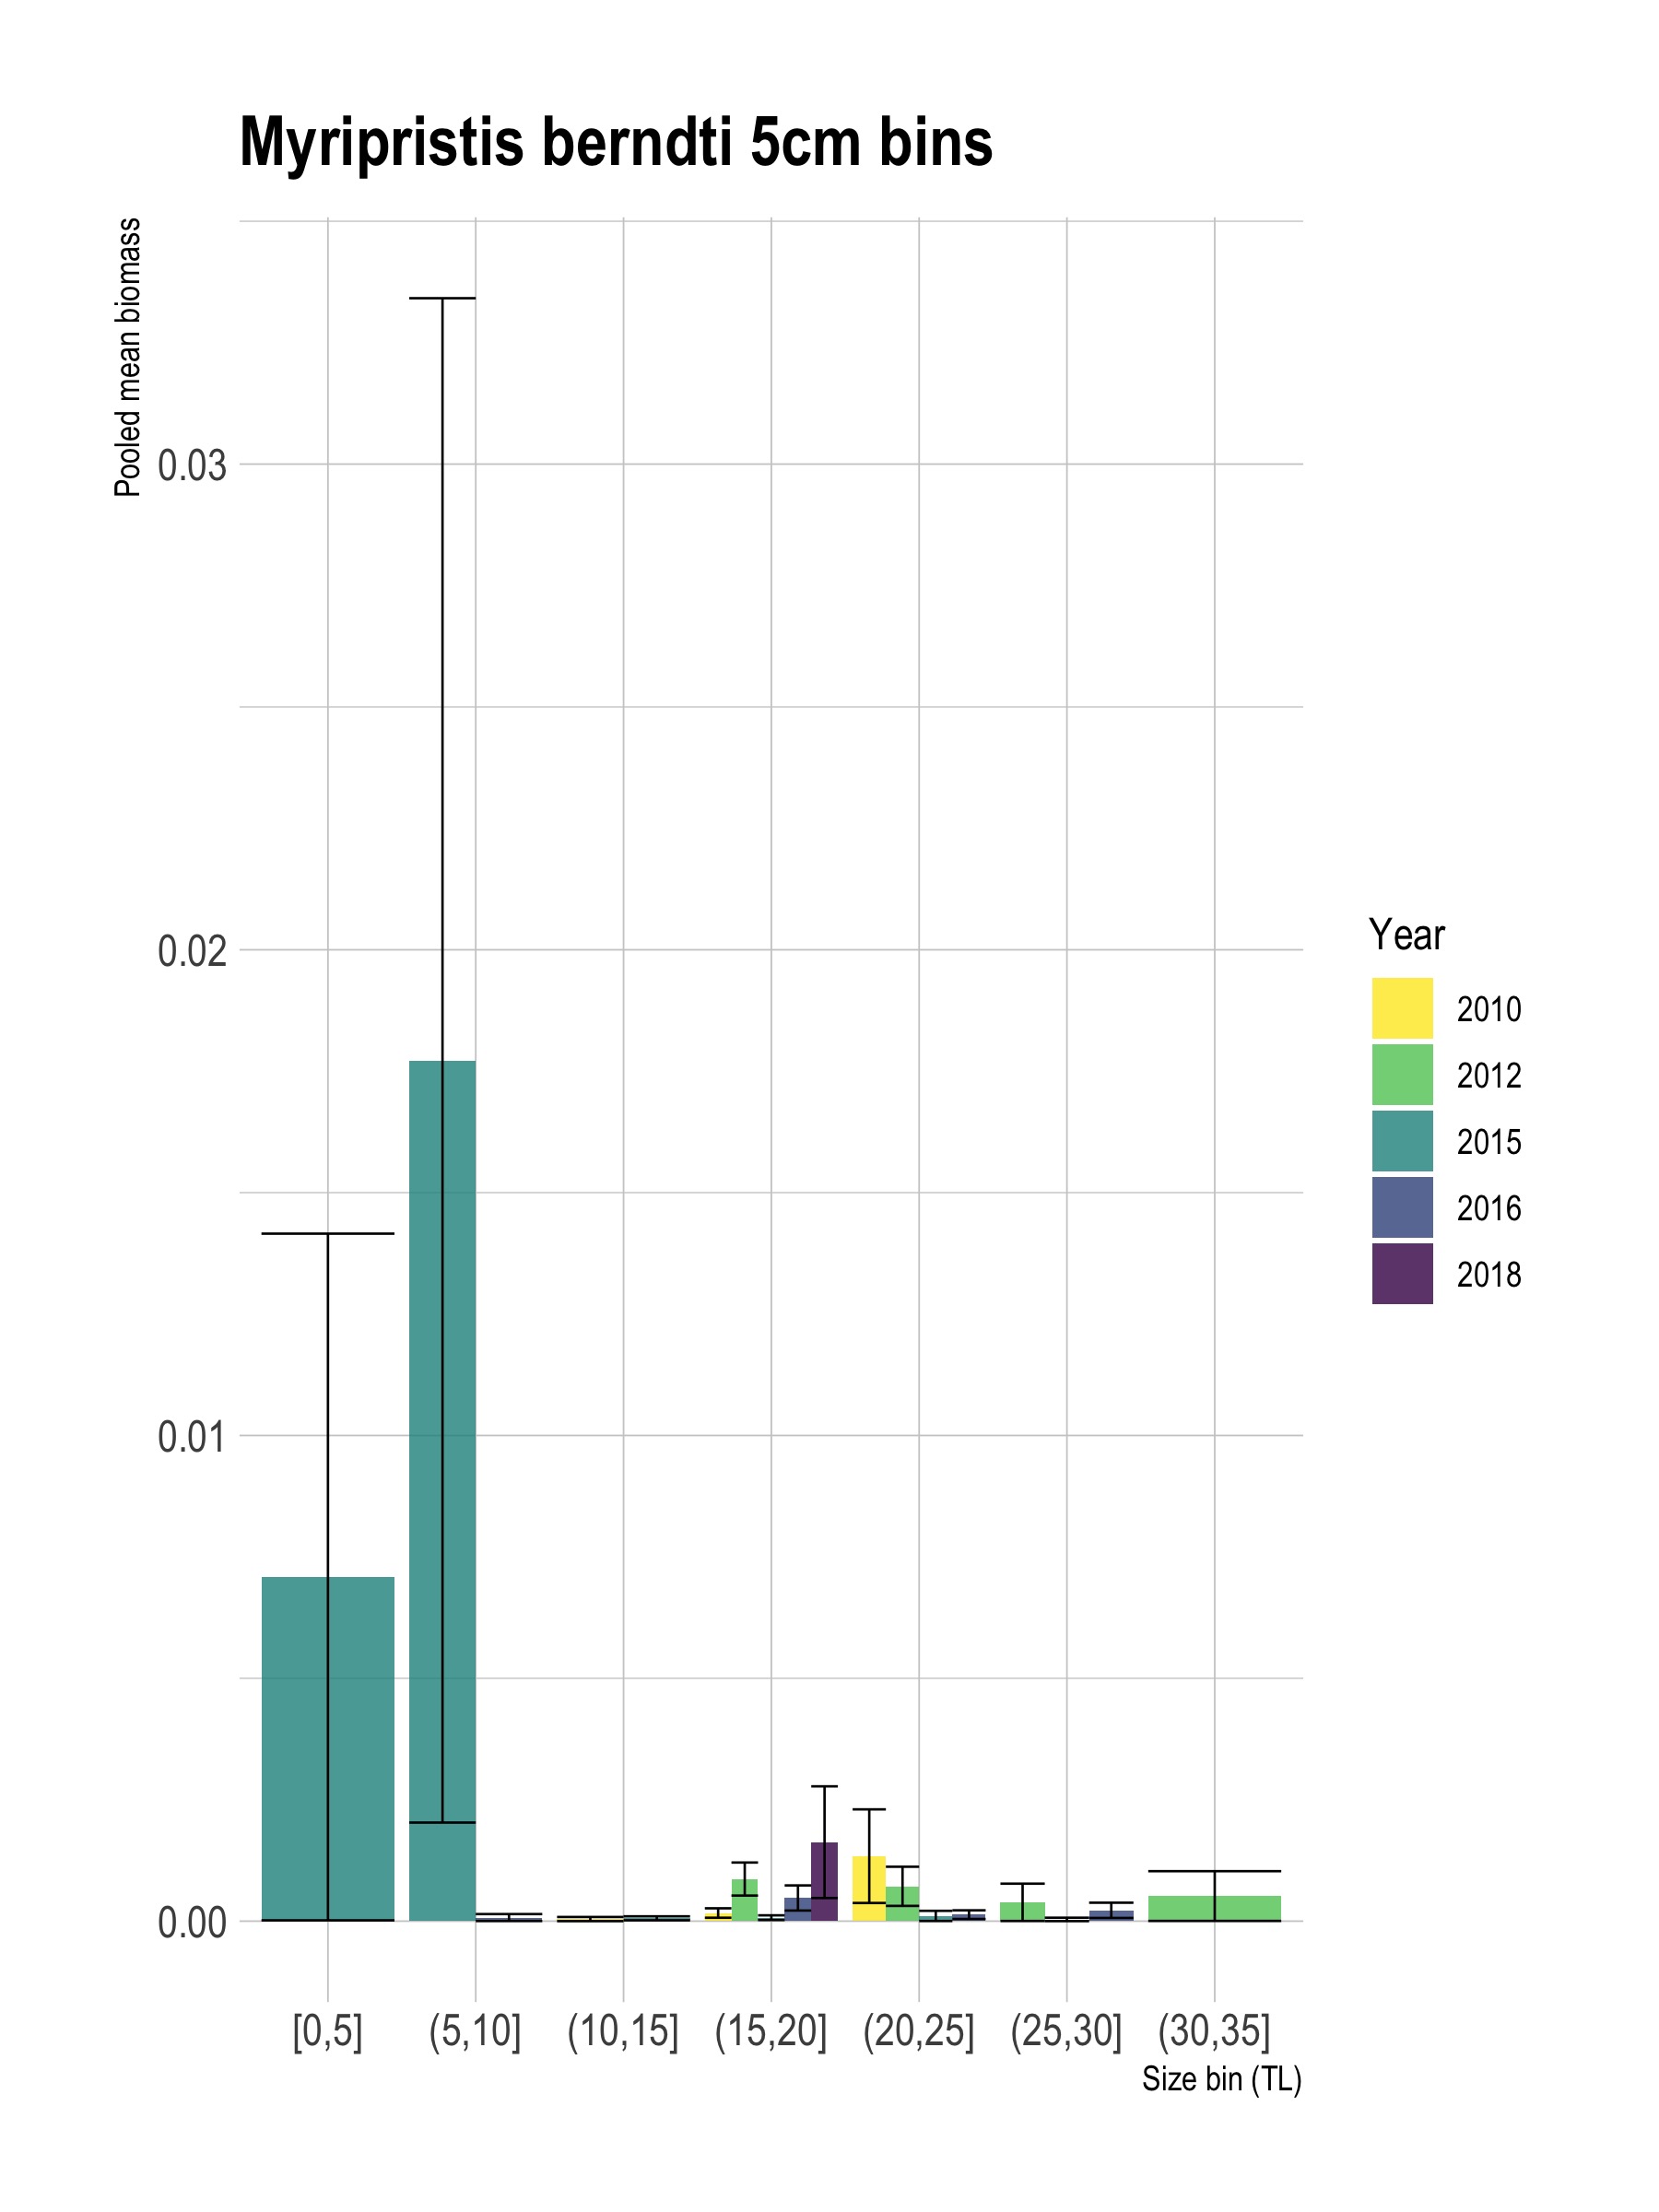 Myripristis berndti 5cm bins
Pooled mean biomass
0.03
0.02
0.01
0.00
[0,5] (5,10] (10,15] (15,20] (20,25] (25,30] (30,35]
Size bin (TL)
Year
2010
2012
2015
2016
2018